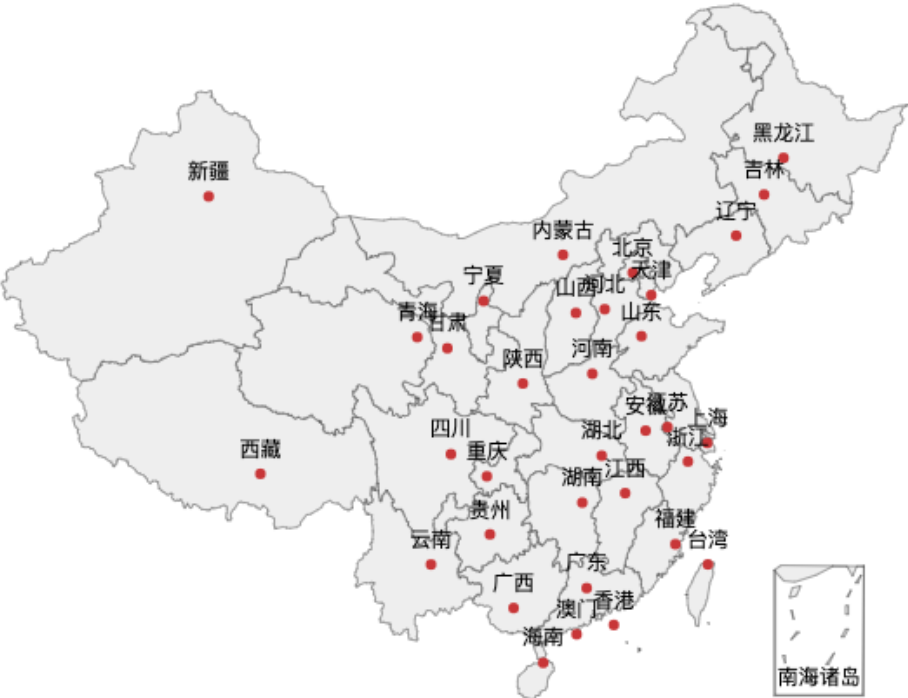 黑龙江
吉林
新疆
辽宁
内蒙古
北京
天津
宁夏
山西
河北
青海
甘肃
山东
陕西
河南
安徽
江苏
上海
四川
湖北
浙江
西藏
重庆
湖南
江西
贵州
福建
云南
台湾
广东
广西
香港
澳门
海南
南海诸岛